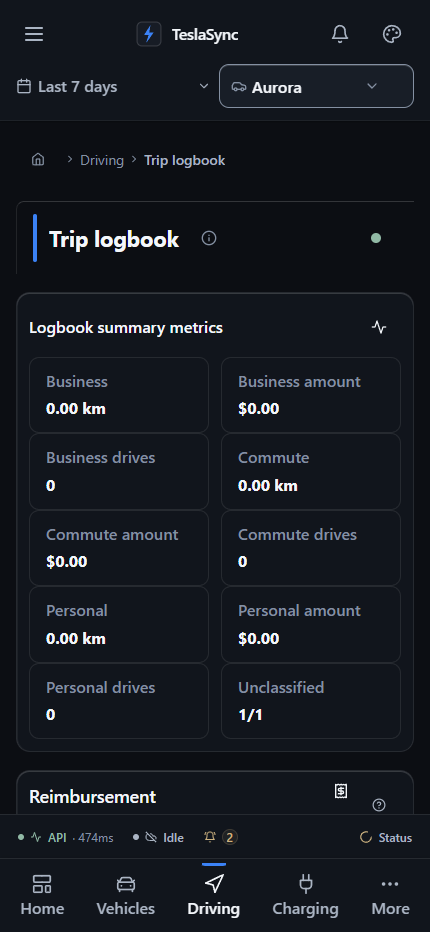 TeslaSync
Last 7 days
Aurora
Driving
Trip logbook
Trip logbook
Logbook summary metrics
Business
0.00 km
Business amount
$0.00
Business drives
0
Commute
0.00 km
Commute amount
$0.00
Commute drives
0
Personal
0.00 km
Personal amount
$0.00
Personal drives
0
Unclassified
1/1
Reimbursement
API · 474ms
Idle
2
Status
Home
Vehicles
Driving
Charging
More